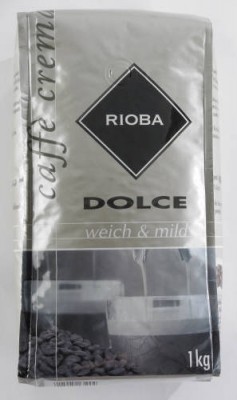 caffè crema
RIOBA
DOLCE
weich & mild
1kg